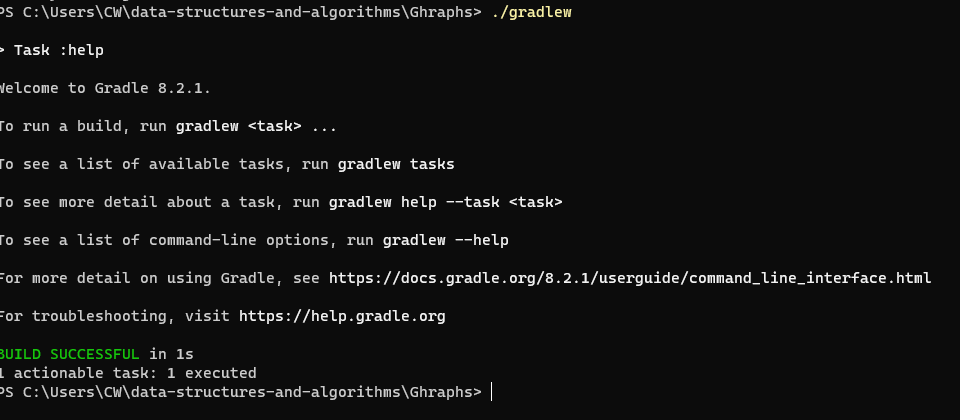 PS C:\Users\CW\data-structures-and-algorithms\Ghraphs> ./gradlew
> Task :help
Welcome to Gradle 8.2.1.
To run a build, run gradlew <task> ...
To see a list of available tasks, run gradlew tasks
To see more detail about a task, run gradlew help --task <task>
To see a list of command-line options, run gradlew --help
For more detail on using Gradle, see https://docs.gradle.org/8.2.1/userguide/command_line_interface.html
For troubleshooting, visit https://help.gradle.org
BUILD SUCCESSFUL in 1s
1 actionable task: 1 executed
PS C:\Users\CW\data-structures-and-algorithms\Ghraphs>